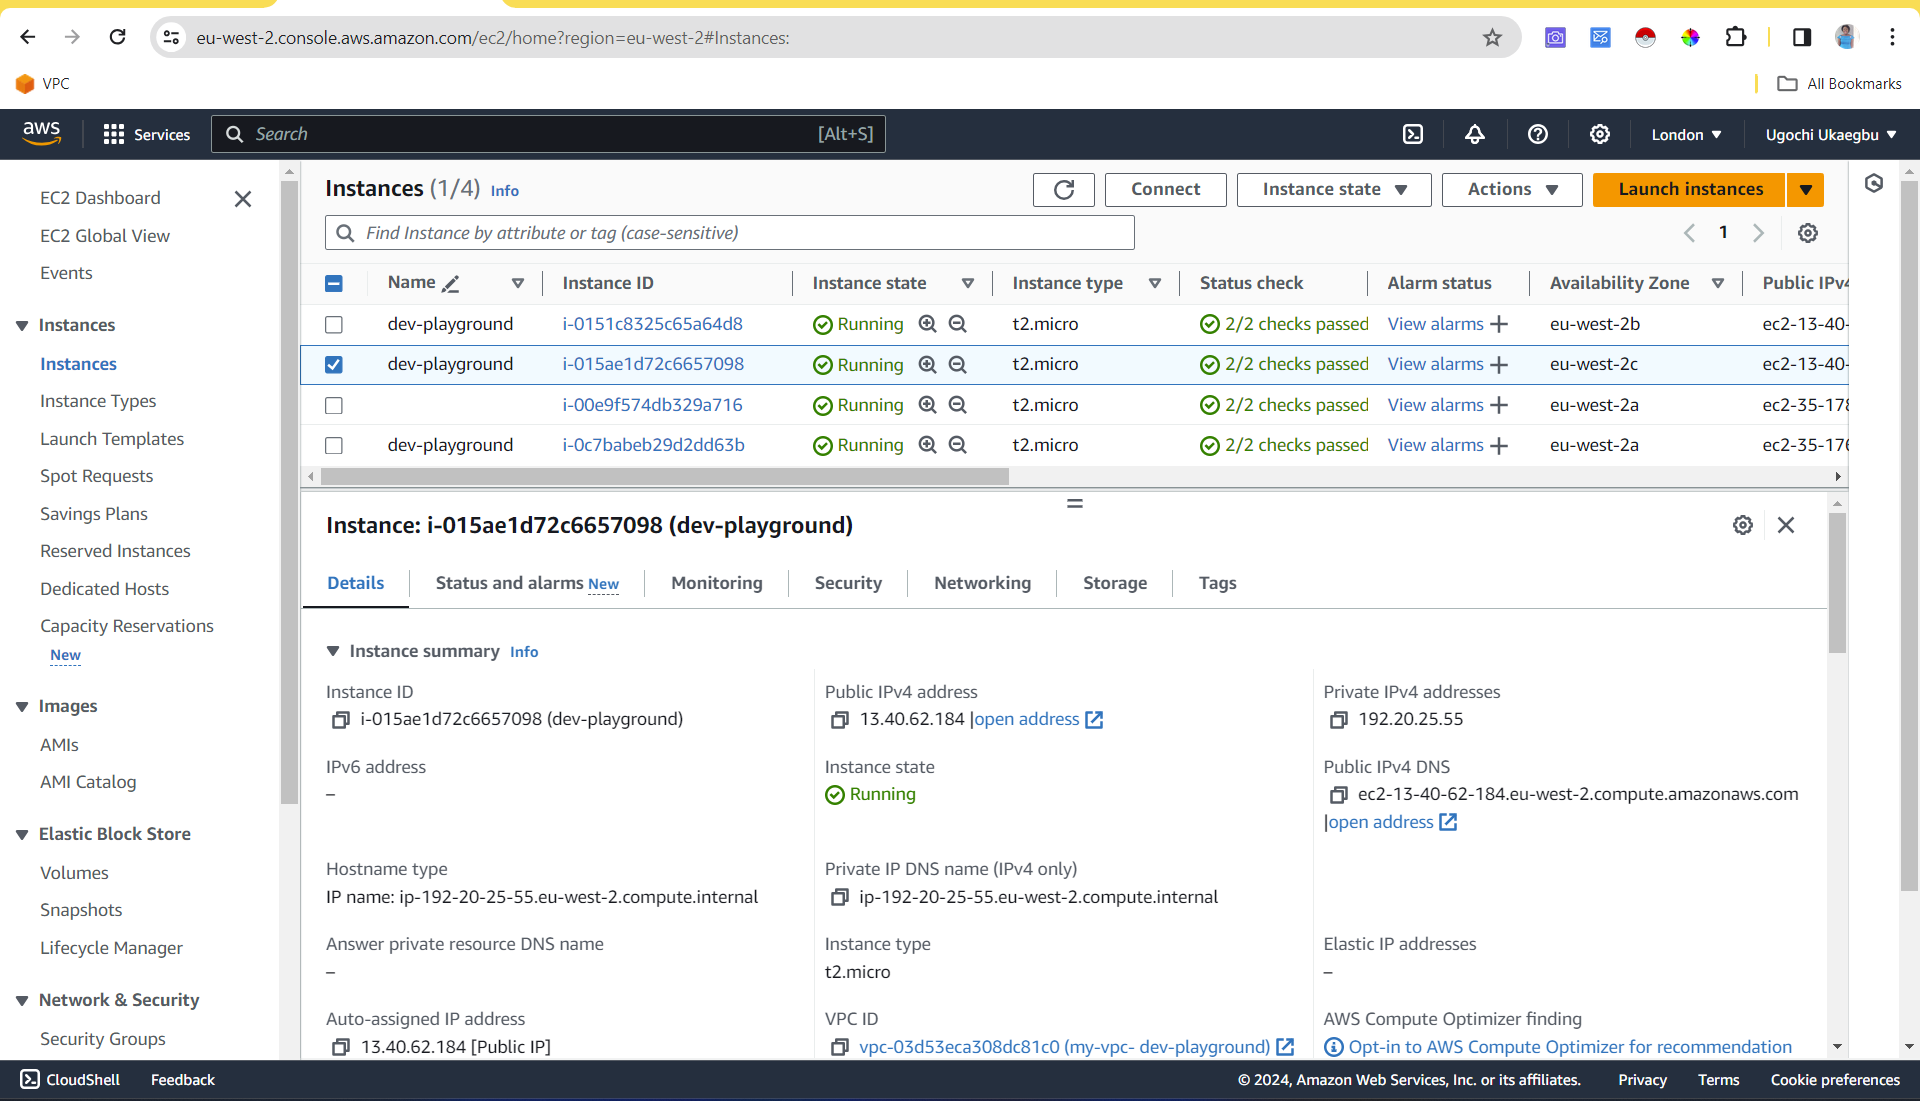 eu-west-2.console.aws.amazon.com/ec2/home?region=eu-west-2#Instances:
VPC
All Bookmarks
aws
Services
Search
[Alt+S]
London
Ugochi Ukaegbu
EC2 Dashboard
EC2 Global View
Events
Instances
Instances
Instance Types
Launch Templates
Spot Requests
Savings Plans
Reserved Instances
Dedicated Hosts
Capacity Reservations
New
Images
AMIs
AMI Catalog
Elastic Block Store
Volumes
Snapshots
Lifecycle Manager
Network & Security
Security Groups
Instances (1/4) Info
Connect
Instance state
Actions
Launch instances
Find Instance by attribute or tag (case-sensitive)
1
Name Instance ID Instance state Instance type Status check Alarm status Availability Zone Public IPv4
dev-playground i-0151c8325c65a64d8 Running t2.micro 2/2 checks passed View alarms + eu-west-2b ec2-13-40-
dev-playground i-015ae1d72c6657098 Running t2.micro 2/2 checks passed View alarms + eu-west-2c ec2-13-40-
i-00e9f574db329a716 Running t2.micro 2/2 checks passed View alarms + eu-west-2a ec2-35-178
dev-playground i-0c7babeb29d2dd63b Running t2.micro 2/2 checks passed View alarms + eu-west-2a ec2-35-176
Instance: i-015ae1d72c6657098 (dev-playground)
Details
Status and alarms New
Monitoring
Security
Networking
Storage
Tags
Instance summary Info
Instance ID
i-015ae1d72c6657098 (dev-playground)
Public IPv4 address
13.40.62.184 |open address
Private IPv4 addresses
192.20.25.55
IPv6 address
–
Instance state
Running
Public IPv4 DNS
ec2-13-40-62-184.eu-west-2.compute.amazonaws.com
|open address
Hostname type
IP name: ip-192-20-25-55.eu-west-2.compute.internal
Private IP DNS name (IPv4 only)
ip-192-20-25-55.eu-west-2.compute.internal
Answer private resource DNS name
–
Instance type
t2.micro
Elastic IP addresses
–
Auto-assigned IP address
13.40.62.184 [Public IP]
VPC ID
vpc-03d53eca308dc81c0 (my-vpc- dev-playground)
AWS Compute Optimizer finding
Opt-in to AWS Compute Optimizer for recommendation
CloudShell
Feedback
© 2024, Amazon Web Services, Inc. or its affiliates.
Privacy
Terms
Cookie preferences